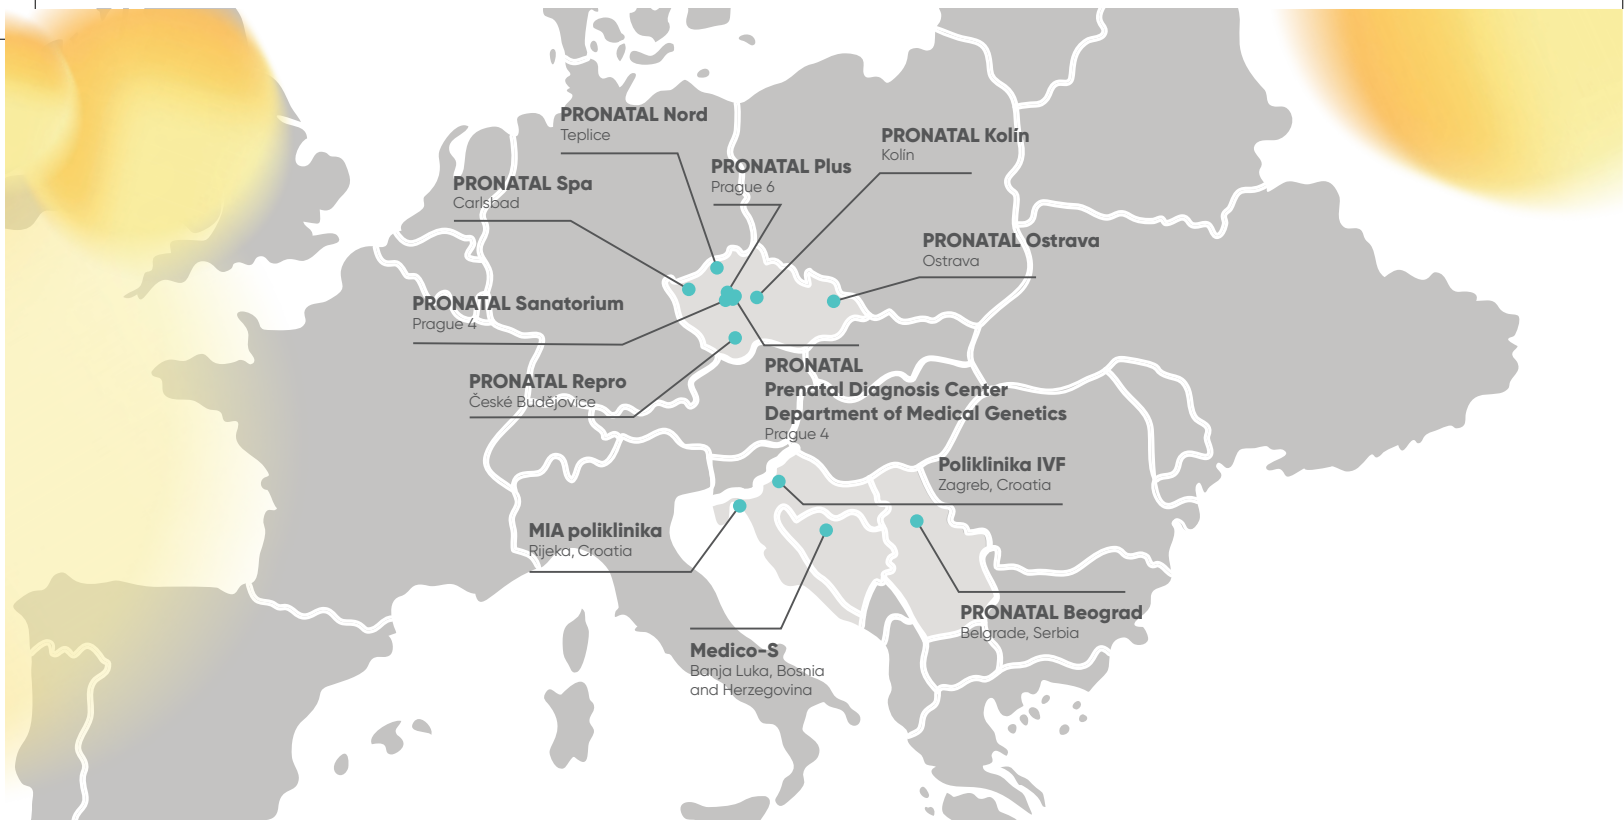 PRONATAL Nord
Teplice
PRONATAL Kolín
Kolín
PRONATAL Plus
Prague 6
PRONATAL Spa
Carlsbad
PRONATAL Ostrava
Ostrava
PRONATAL Sanatorium
Prague 4
PRONATAL Repro
České Budějovice
PRONATAL
Prenatal Diagnosis Center
Department of Medical Genetics
Prague 4
Poliklinika IVF
Zagreb, Croatia
MIA poliklinika
Rijeka, Croatia
PRONATAL Beograd
Belgrade, Serbia
Medico-S
Banja Luka, Bosnia
and Herzegovina